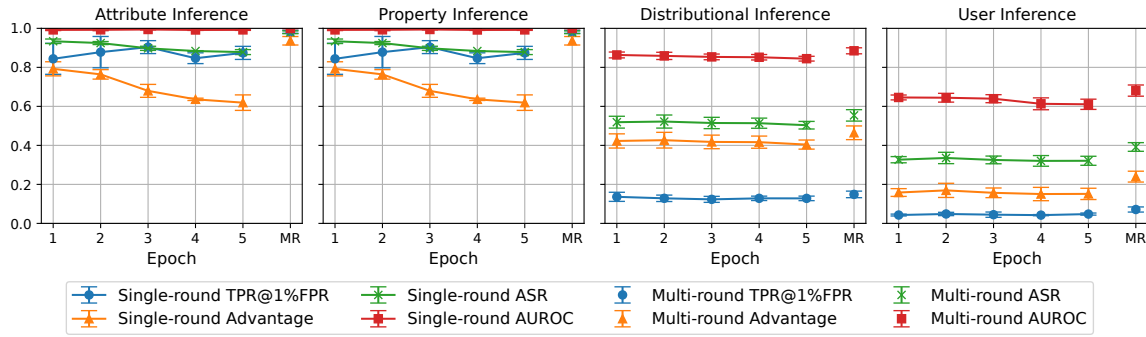 Attribute Inference
Property Inference
Distributional Inference
User Inference
1.0
0.8
0.6
0.4
0.2
0.0
1 2 3 4 5 MR
1 2 3 4 5 MR
1 2 3 4 5 MR
1 2 3 4 5 MR
Epoch
Epoch
Epoch
Epoch
Single-round TPR@1%FPR
Single-round Advantage
Single-round ASR
Single-round AUROC
Multi-round TPR@1%FPR
Multi-round Advantage
Multi-round ASR
Multi-round AUROC